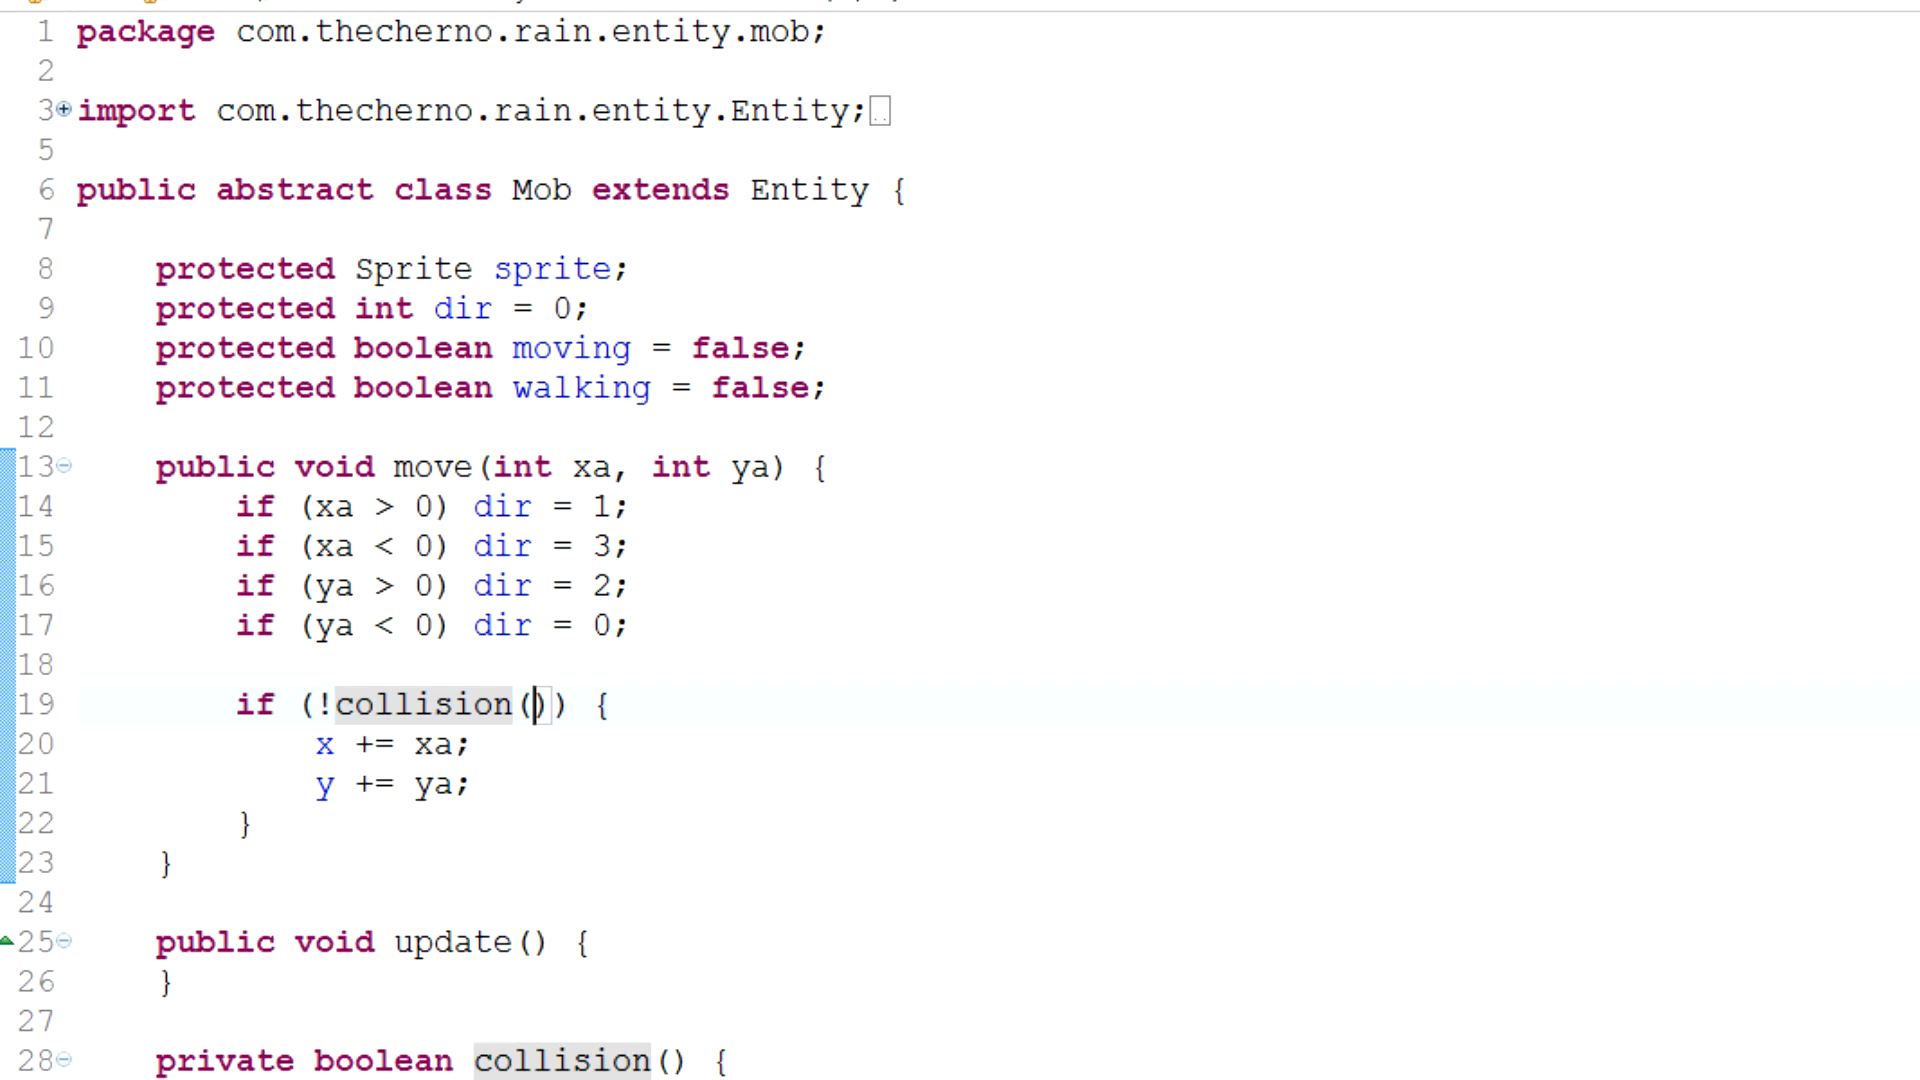 1 package com.thecherno.rain.entity.mob;
2
3 import com.thecherno.rain.entity.Entity;
5
6 public abstract class Mob extends Entity {
7
8 protected Sprite sprite;
9 protected int dir = 0;
10 protected boolean moving = false;
11 protected boolean walking = false;
12
13 public void move(int xa, int ya) {
14 if (xa > 0) dir = 1;
15 if (xa < 0) dir = 3;
16 if (ya > 0) dir = 2;
17 if (ya < 0) dir = 0;
18
19 if (!collision()) {
20 x += xa;
21 y += ya;
22 }
23 }
24
25 public void update() {
26 }
27
28 private boolean collision() {